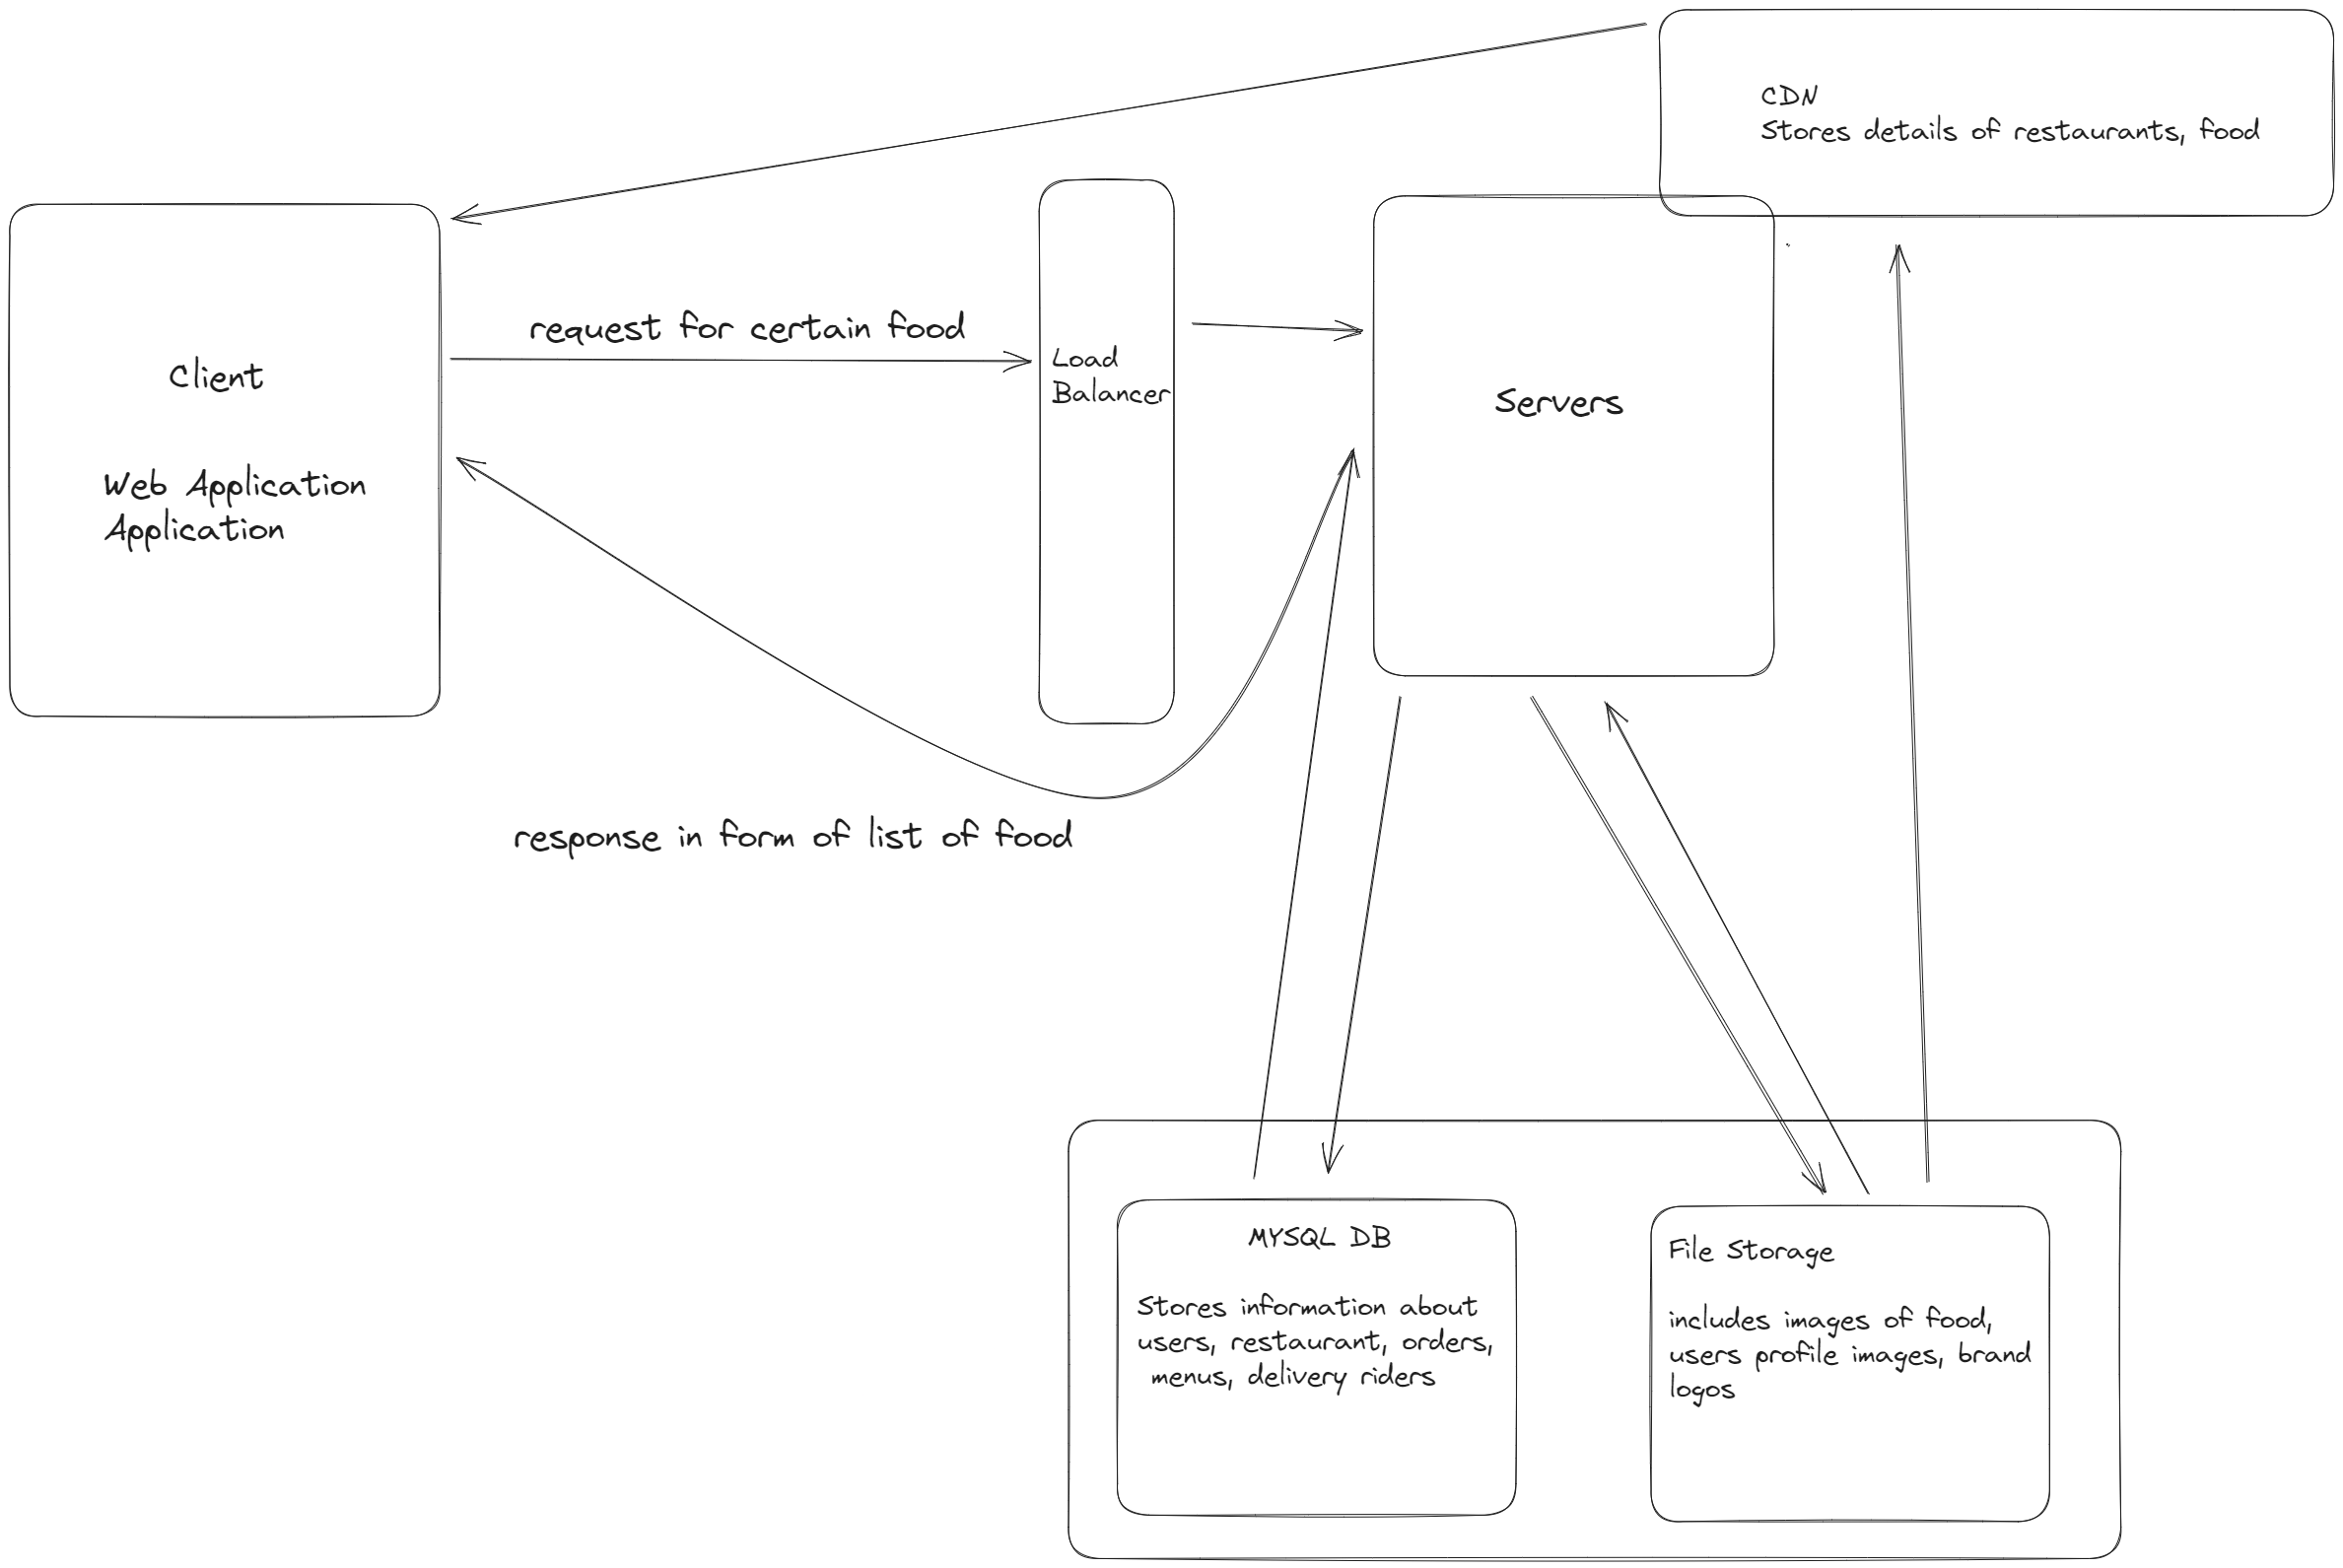 CDN
Stores details of restaurants, food
request for certain food
Load
Balancer
Client
Web Application
Application
Servers
response in form of list of food
MYSQL DB
Stores information about
users, restaurant, orders,
menus, delivery riders
File Storage
includes images of food,
users profile images, brand
logos